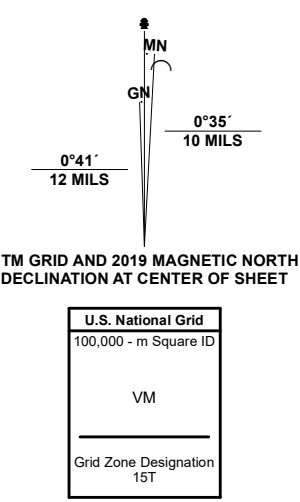 MN
GN
0°35´
10 MILS
0°41´
12 MILS
TM GRID AND 2019 MAGNETIC NORTH
DECLINATION AT CENTER OF SHEET
U.S. National Grid
100,000 - m Square ID
VM
Grid Zone Designation
15T